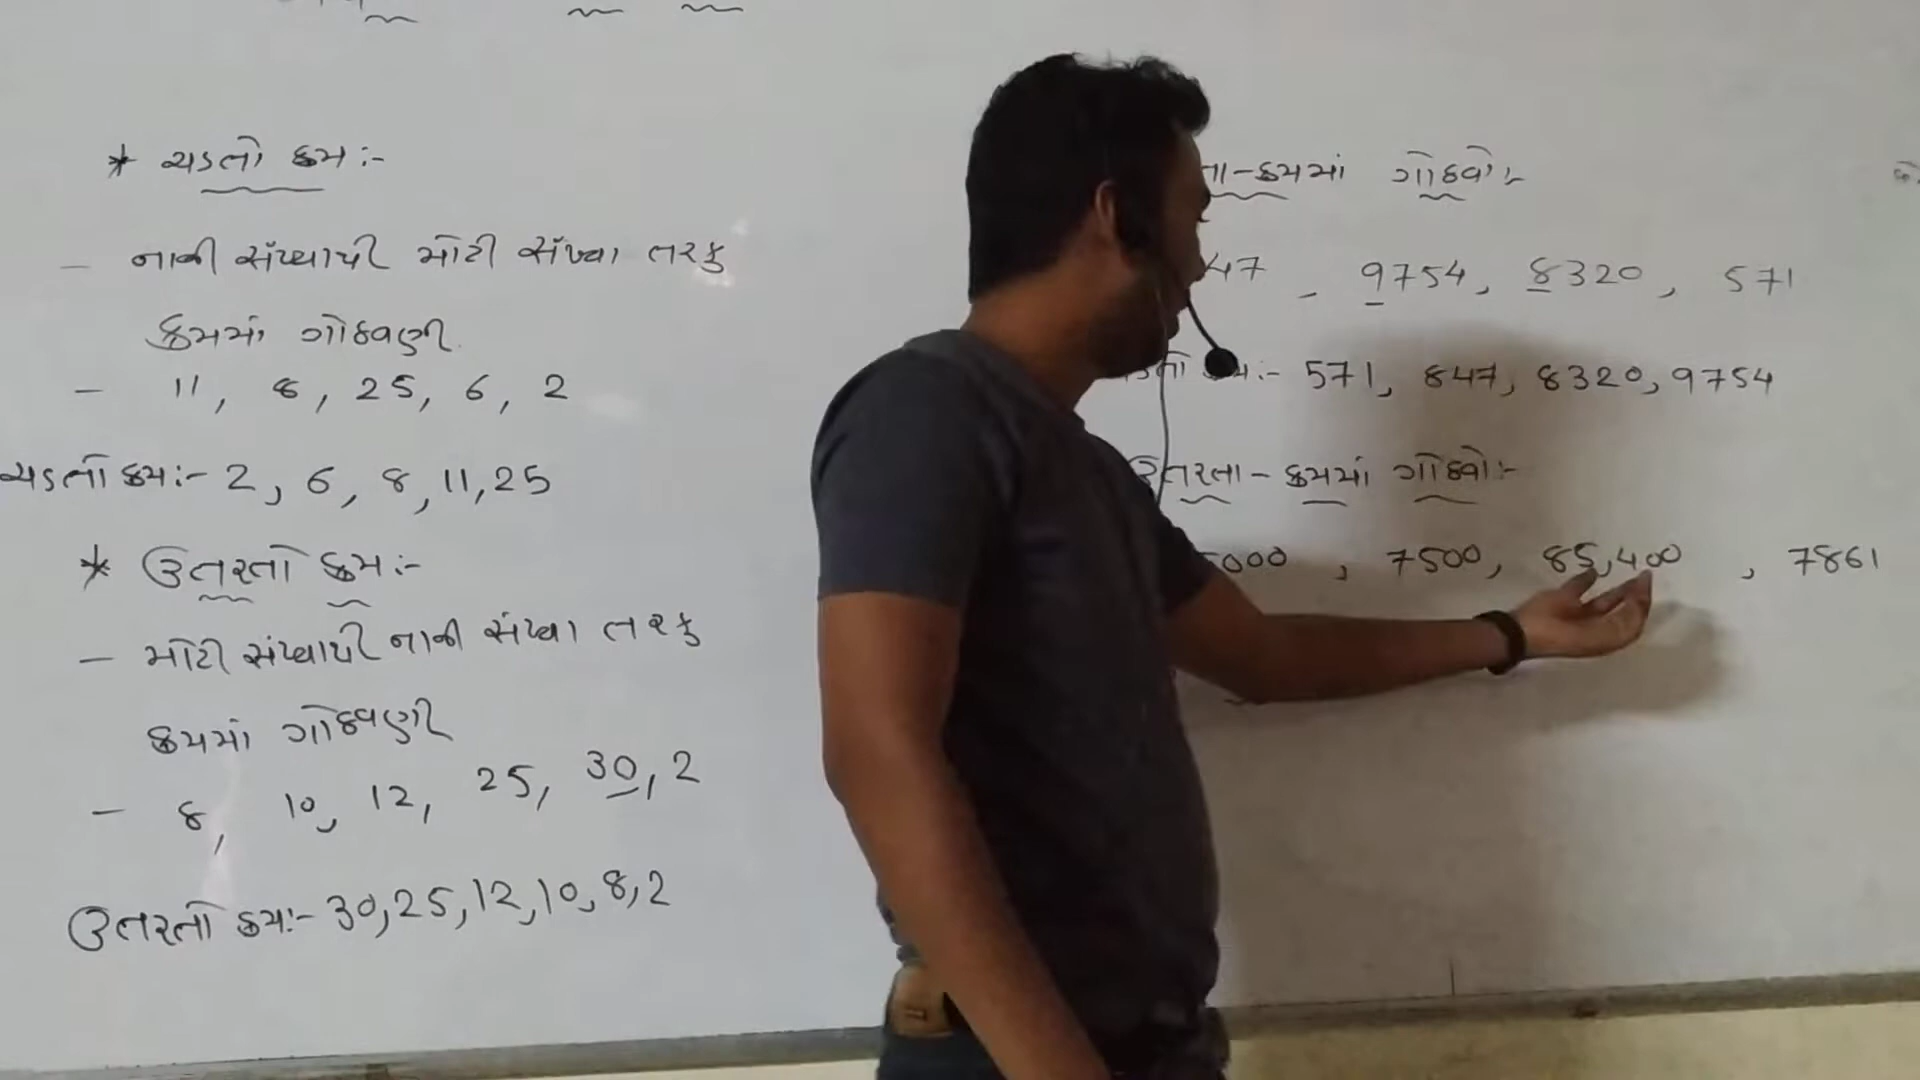 * ચડતો ક્રમ :-
- નાની સંખ્યાથી મોટી સંખ્યા તરફ
ક્રમમાં ગોઠવણી.
- 11, 8, 25, 6, 2
ચડતો ક્રમ :- 2, 6, 8, 11, 25
* ઉતરતો ક્રમ :-
- મોટી સંખ્યાથી નાની સંખ્યા તરફ
ક્રમમાં ગોઠવણી
- 8, 10, 12, 25, 30, 2
ઉતરતો ક્રમ :- 30, 25, 12, 10, 8, 2
તા-ક્રમમાં ગોઠવો :-
47, 9754, 8320, 571
:- 571, 847, 8320, 9754
ઉતરતા - ક્રમમાં ગોઠવો :-
000, 7500, 85,400, 7861